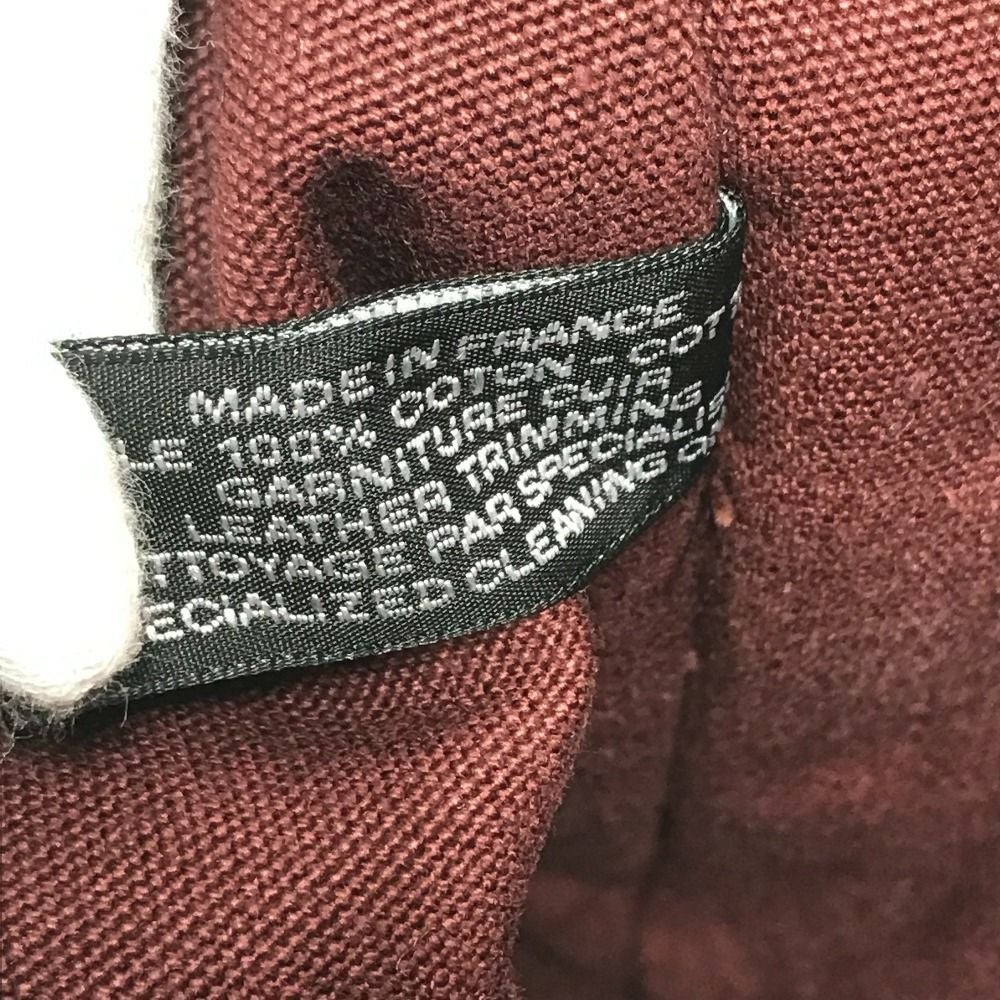 MADE IN FRANCE
LE 100% COTON - COTT
GARNITURE CUIR
LEATHER TRIMMING
TTOYAGE PAR SPECIALIS
ECIALIZED CLEANING O